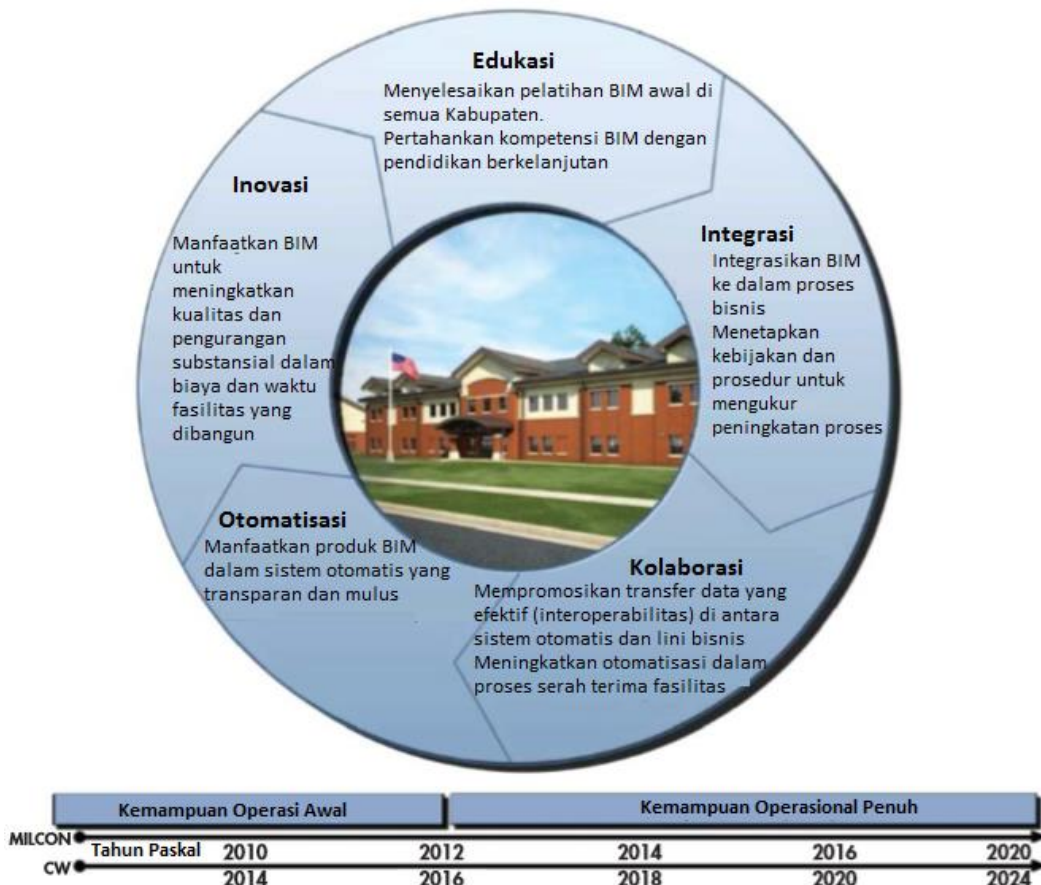 Edukasi
Menyelesaikan pelatihan BIM awal di
semua Kabupaten.
Pertahankan kompetensi BIM dengan
pendidikan berkelanjutan
Integrasi
Integrasikan BIM
ke dalam proses
bisnis
Menetapkan
kebijakan dan
prosedur untuk
mengukur
peningkatan proses
Kolaborasi
Mempromosikan transfer data yang
efektif (interoperabilitas) di antara
sistem otomatis dan lini bisnis
Meningkatkan otomatisasi dalam
proses serah terima fasilitas
Otomatisasi
Manfaatkan produk BIM
dalam sistem otomatis yang
transparan dan mulus
Inovasi
Manfaatkan BIM
untuk
meningkatkan
kualitas dan
pengurangan
substansial dalam
biaya dan waktu
fasilitas yang
dibangun
Kemampuan Operasi Awal
Kemampuan Operasional Penuh
MILCON
Tahun Paskal 2010 2012 2014 2016 2020
CW
2014 2016 2018 2020 2024